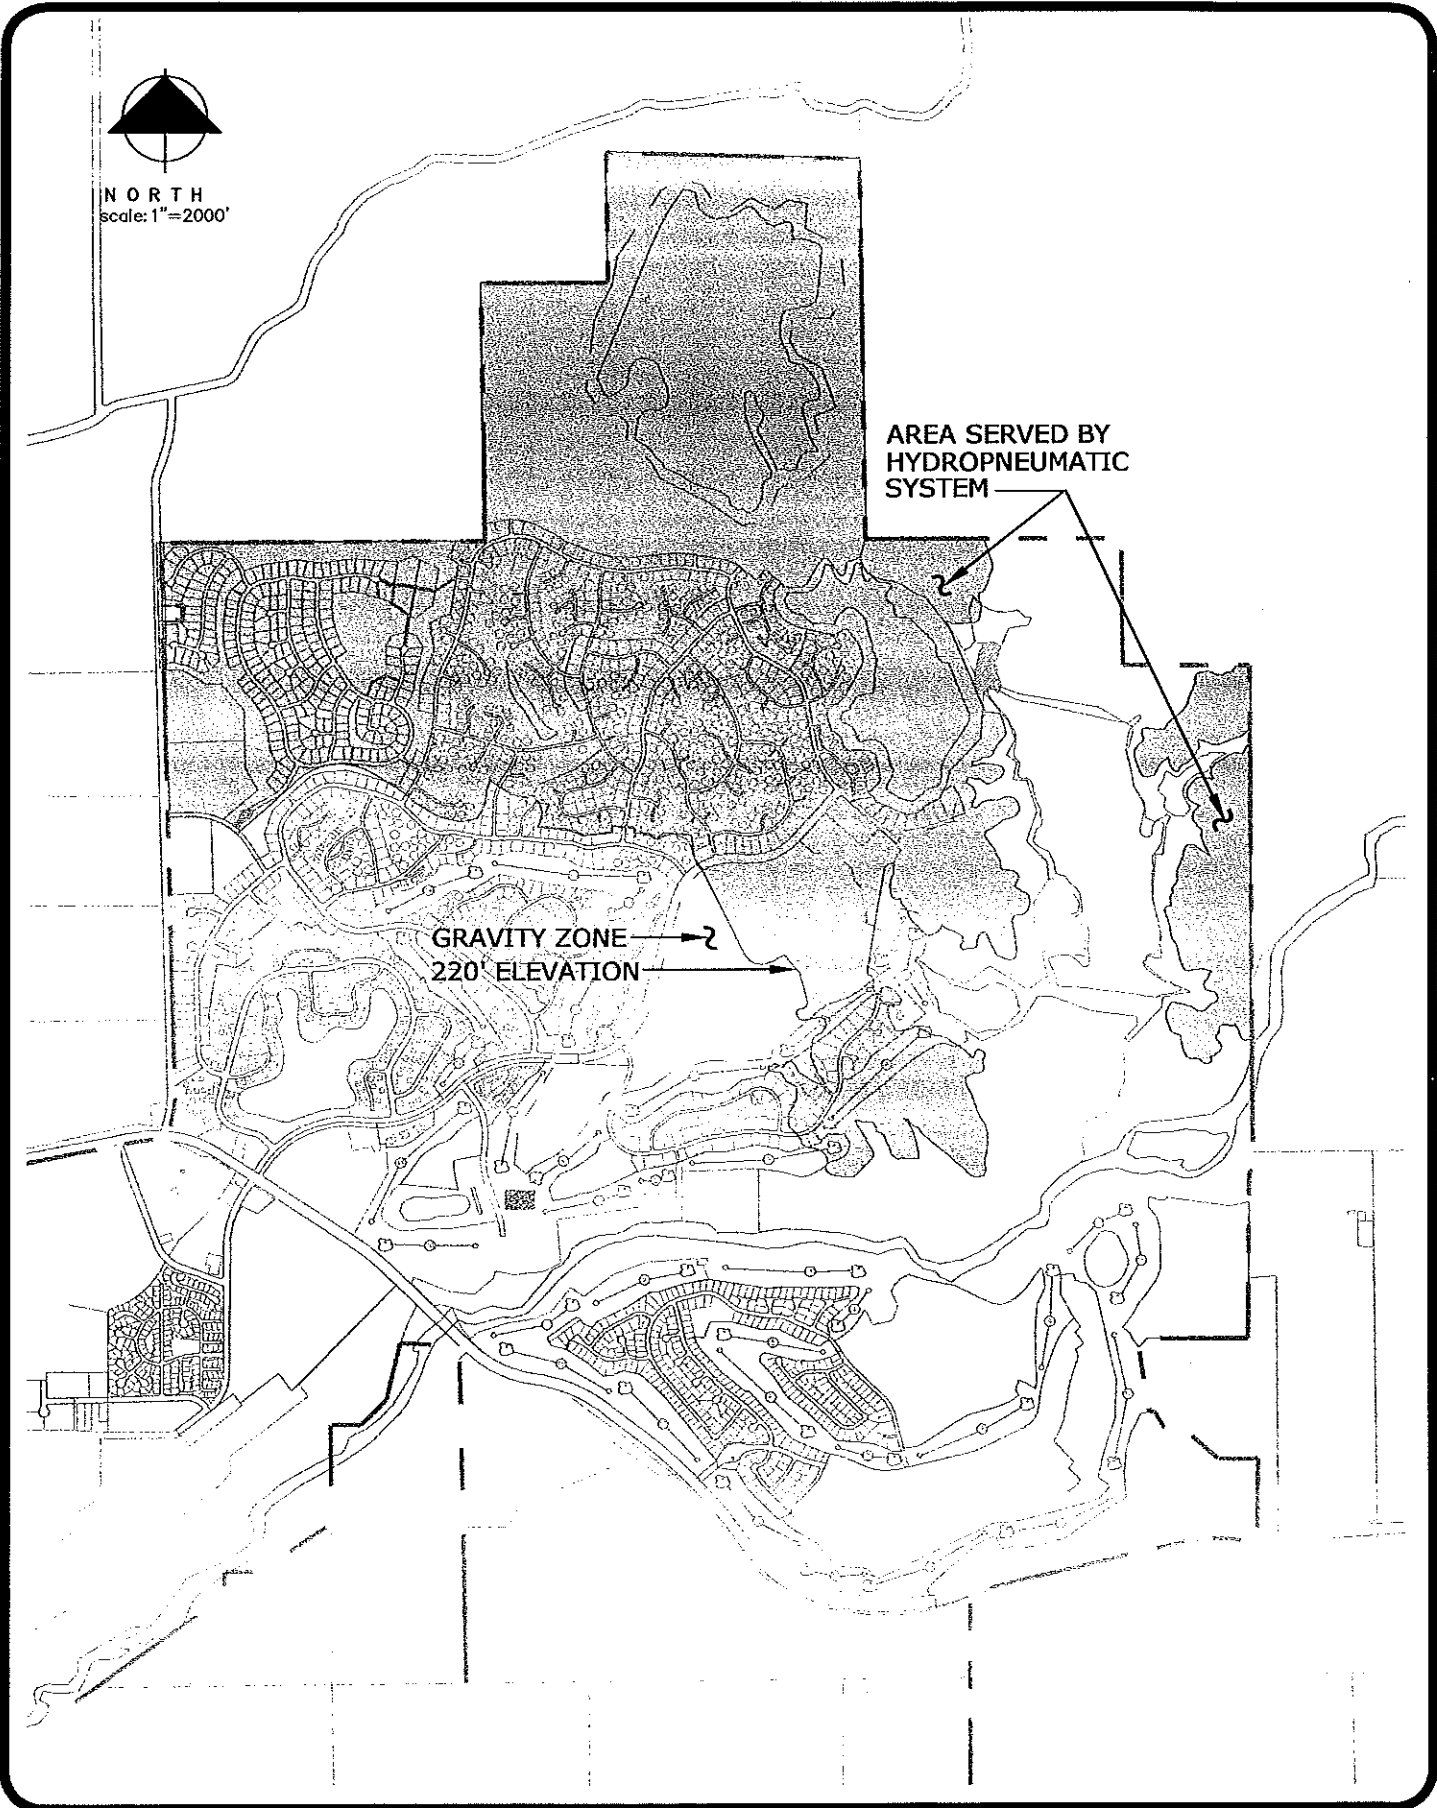 NORTH
scale: 1"=2000'
AREA SERVED BY
HYDROPNEUMATIC
SYSTEM
GRAVITY ZONE
220' ELEVATION